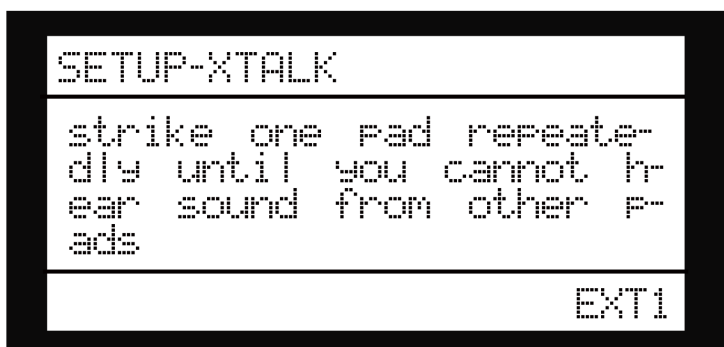 SETUP-XTALK
strike one pad repeate-
dly until you cannot h-
ear sound from other p-
ads
EXT1